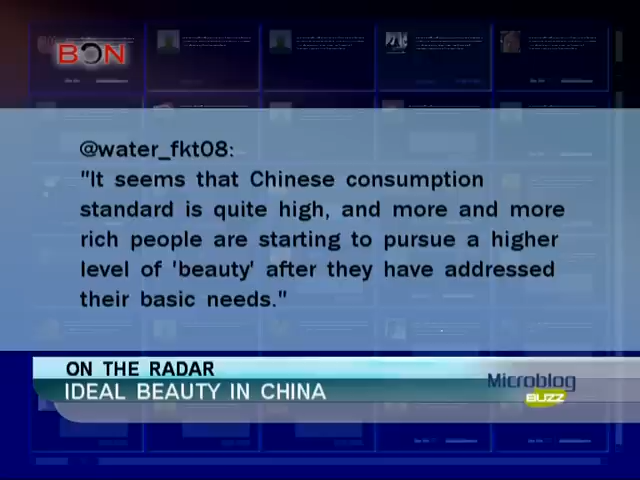 BON
@water_fkt08:
"It seems that Chinese consumption
standard is quite high, and more and more
rich people are starting to pursue a higher
level of 'beauty' after they have addressed
their basic needs."
ON THE RADAR
IDEAL BEAUTY IN CHINA
Microblog
BUZZ